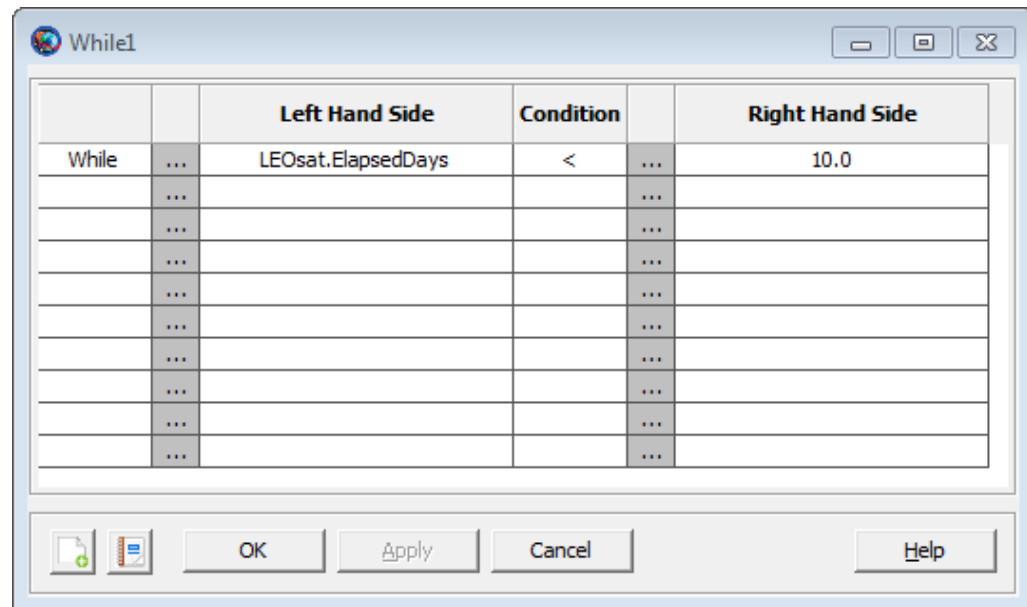 While1
Left Hand Side Condition Right Hand Side
While ... LEOsat.ElapsedDays < ... 10.0
... ...
... ...
... ...
... ...
... ...
... ...
... ...
... ...
... ...
OK Apply Cancel Help